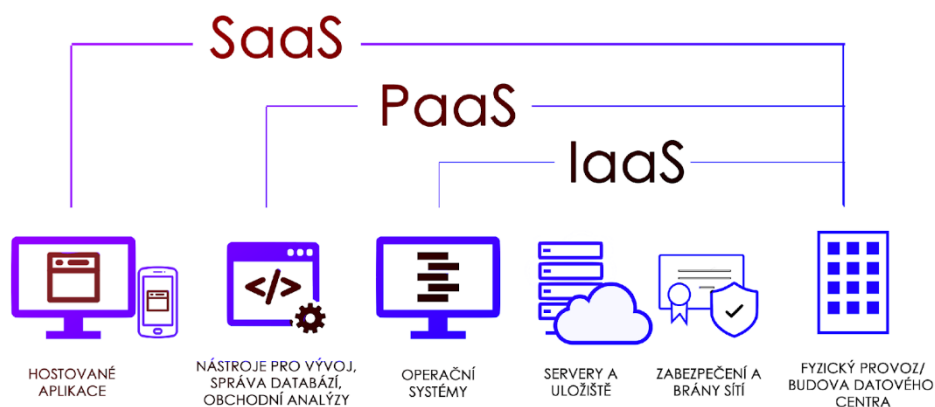 SaaS
PaaS
IaaS
</>
HOSTOVANÉ
APLIKACE
NÁSTROJE PRO VÝVOJ,
SPRÁVA DATABÁZÍ,
OBCHODNÍ ANALÝZY
OPERAČNÍ
SYSTÉMY
SERVERY A
ULOŽIŠTĚ
ZABEZPEČENÍ A
BRÁNY SÍTÍ
FYZICKÝ PROVOZ/
BUDOVA DATOVÉHO
CENTRA